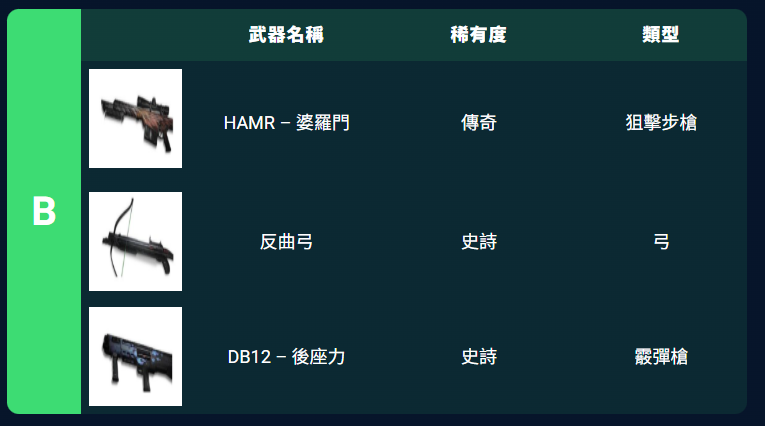 武器名稱 稀有度 類型
B
HAMR – 婆羅門 傳奇 狙擊步槍
反曲弓 史詩 弓
DB12 – 後座力 史詩 霰彈槍